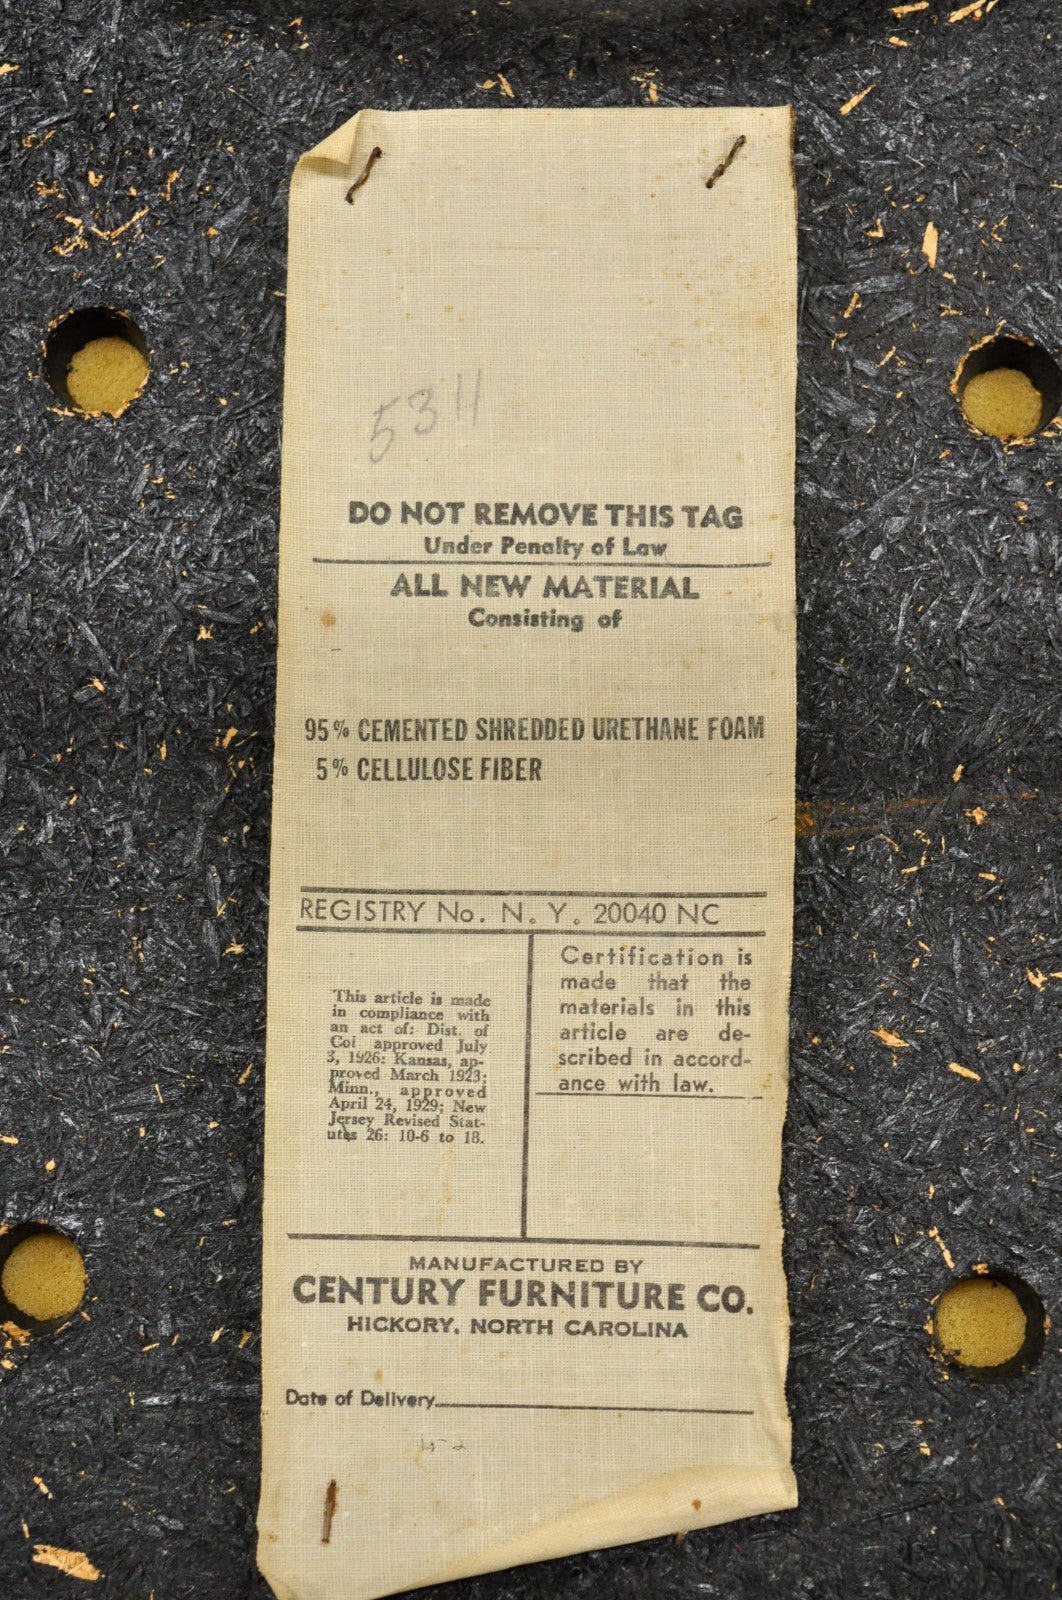 5311
DO NOT REMOVE THIS TAG
Under Penalty of Law
ALL NEW MATERIAL
Consisting of
95% CEMENTED SHREDDED URETHANE FOAM
5% CELLULOSE FIBER
REGISTRY No. N. Y. 20040 NC
This article is made
in compliance with
an act of: Dist. of
Col approved July
3, 1926: Kansas, ap-
proved March 1923;
Minn., approved
April 24, 1929; New
Jersey Revised Stat-
utes 26: 10-6 to 18.
Certification is
made that the
materials in this
article are de-
scribed in accord-
ance with law.
MANUFACTURED BY
CENTURY FURNITURE CO.
HICKORY, NORTH CAROLINA
Date of Delivery